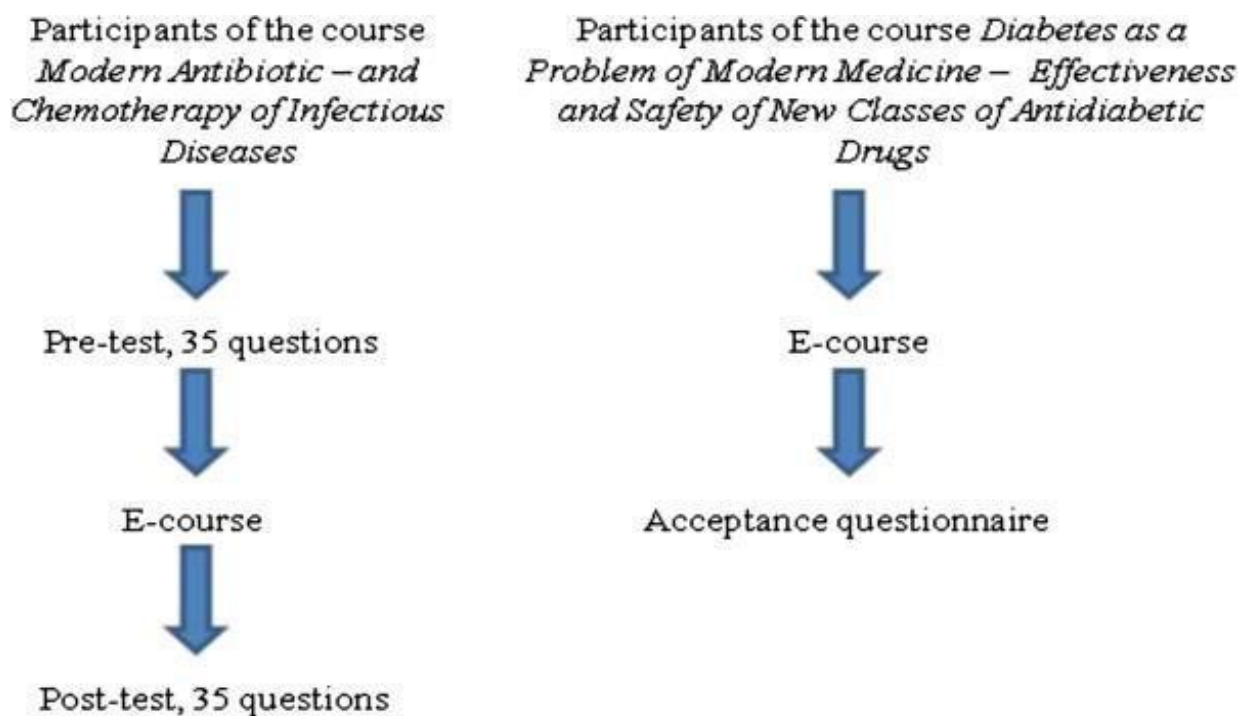 Participants of the course
Modern Antibiotic – and
Chemotherapy of Infectious
Diseases
Pre-test, 35 questions
E-course
Post-test, 35 questions
Participants of the course Diabetes as a
Problem of Modern Medicine – Effectiveness
and Safety of New Classes of Antidiabetic
Drugs
E-course
Acceptance questionnaire